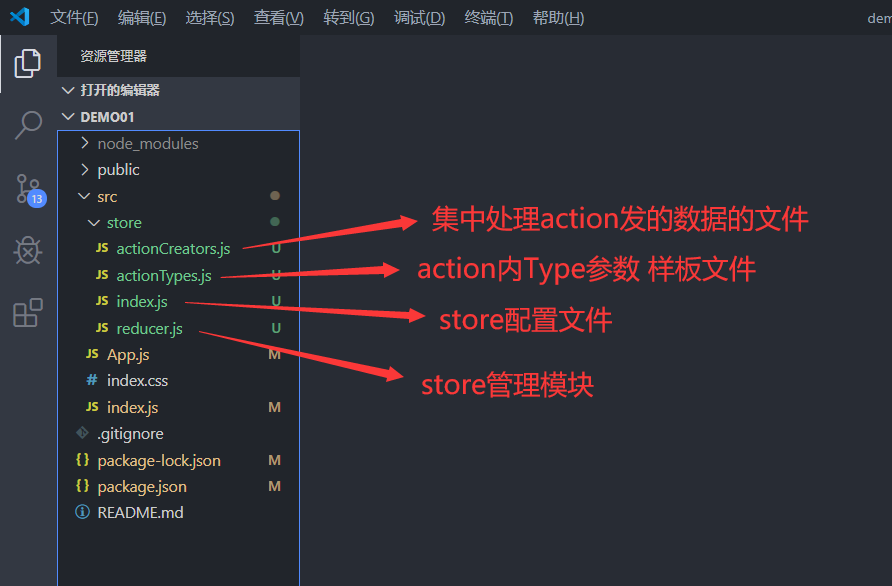 文件(F) 编辑(E) 选择(S) 查看(V) 转到(G) 调试(D) 终端(T) 帮助(H) dem
资源管理器
打开的编辑器
DEMO01
node_modules
public
src
store
集中处理action发的数据的文件
JS actionCreators.js U
action内Type参数 样板文件
JS actionTypes.js U
JS index.js U
store配置文件
JS reducer.js U
JS App.js M
store管理模块
# index.css
JS index.js M
.gitignore
{} package-lock.json M
{} package.json M
README.md
13